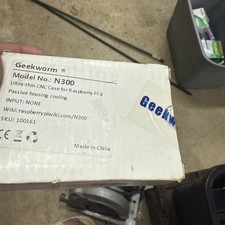 Geekworm ®
Model No.: N300
Ultra-thin CNC Case for Raspberry Pi 4
Passive housing cooling
INPUT: NONE
Wiki: raspberrypiwiki.com/N300
SKU: 100161
CE
Made in China
Geekw